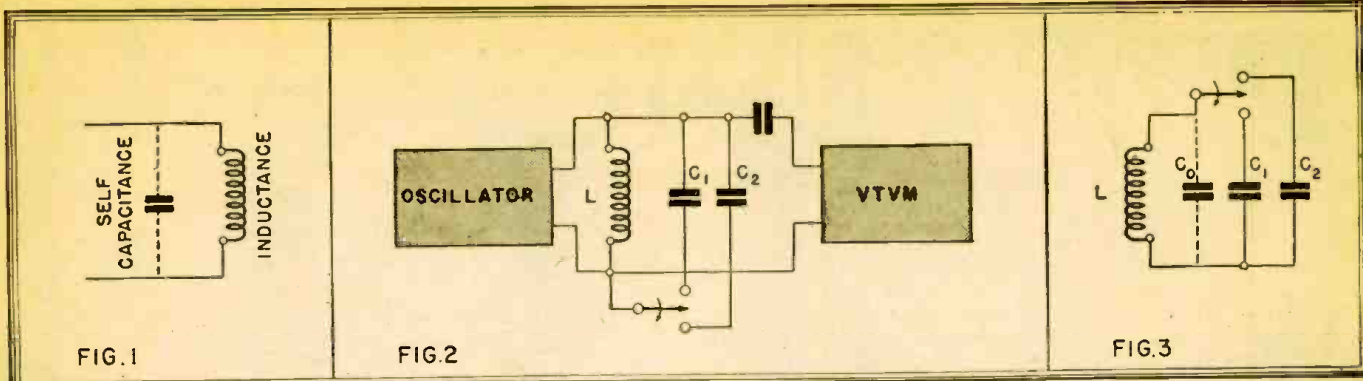 SELF
CAPACITANCE
INDUCTANCE
FIG.1
OSCILLATOR
L
C1
C2
VTVM
FIG.2
L
C0
C1
C2
FIG.3